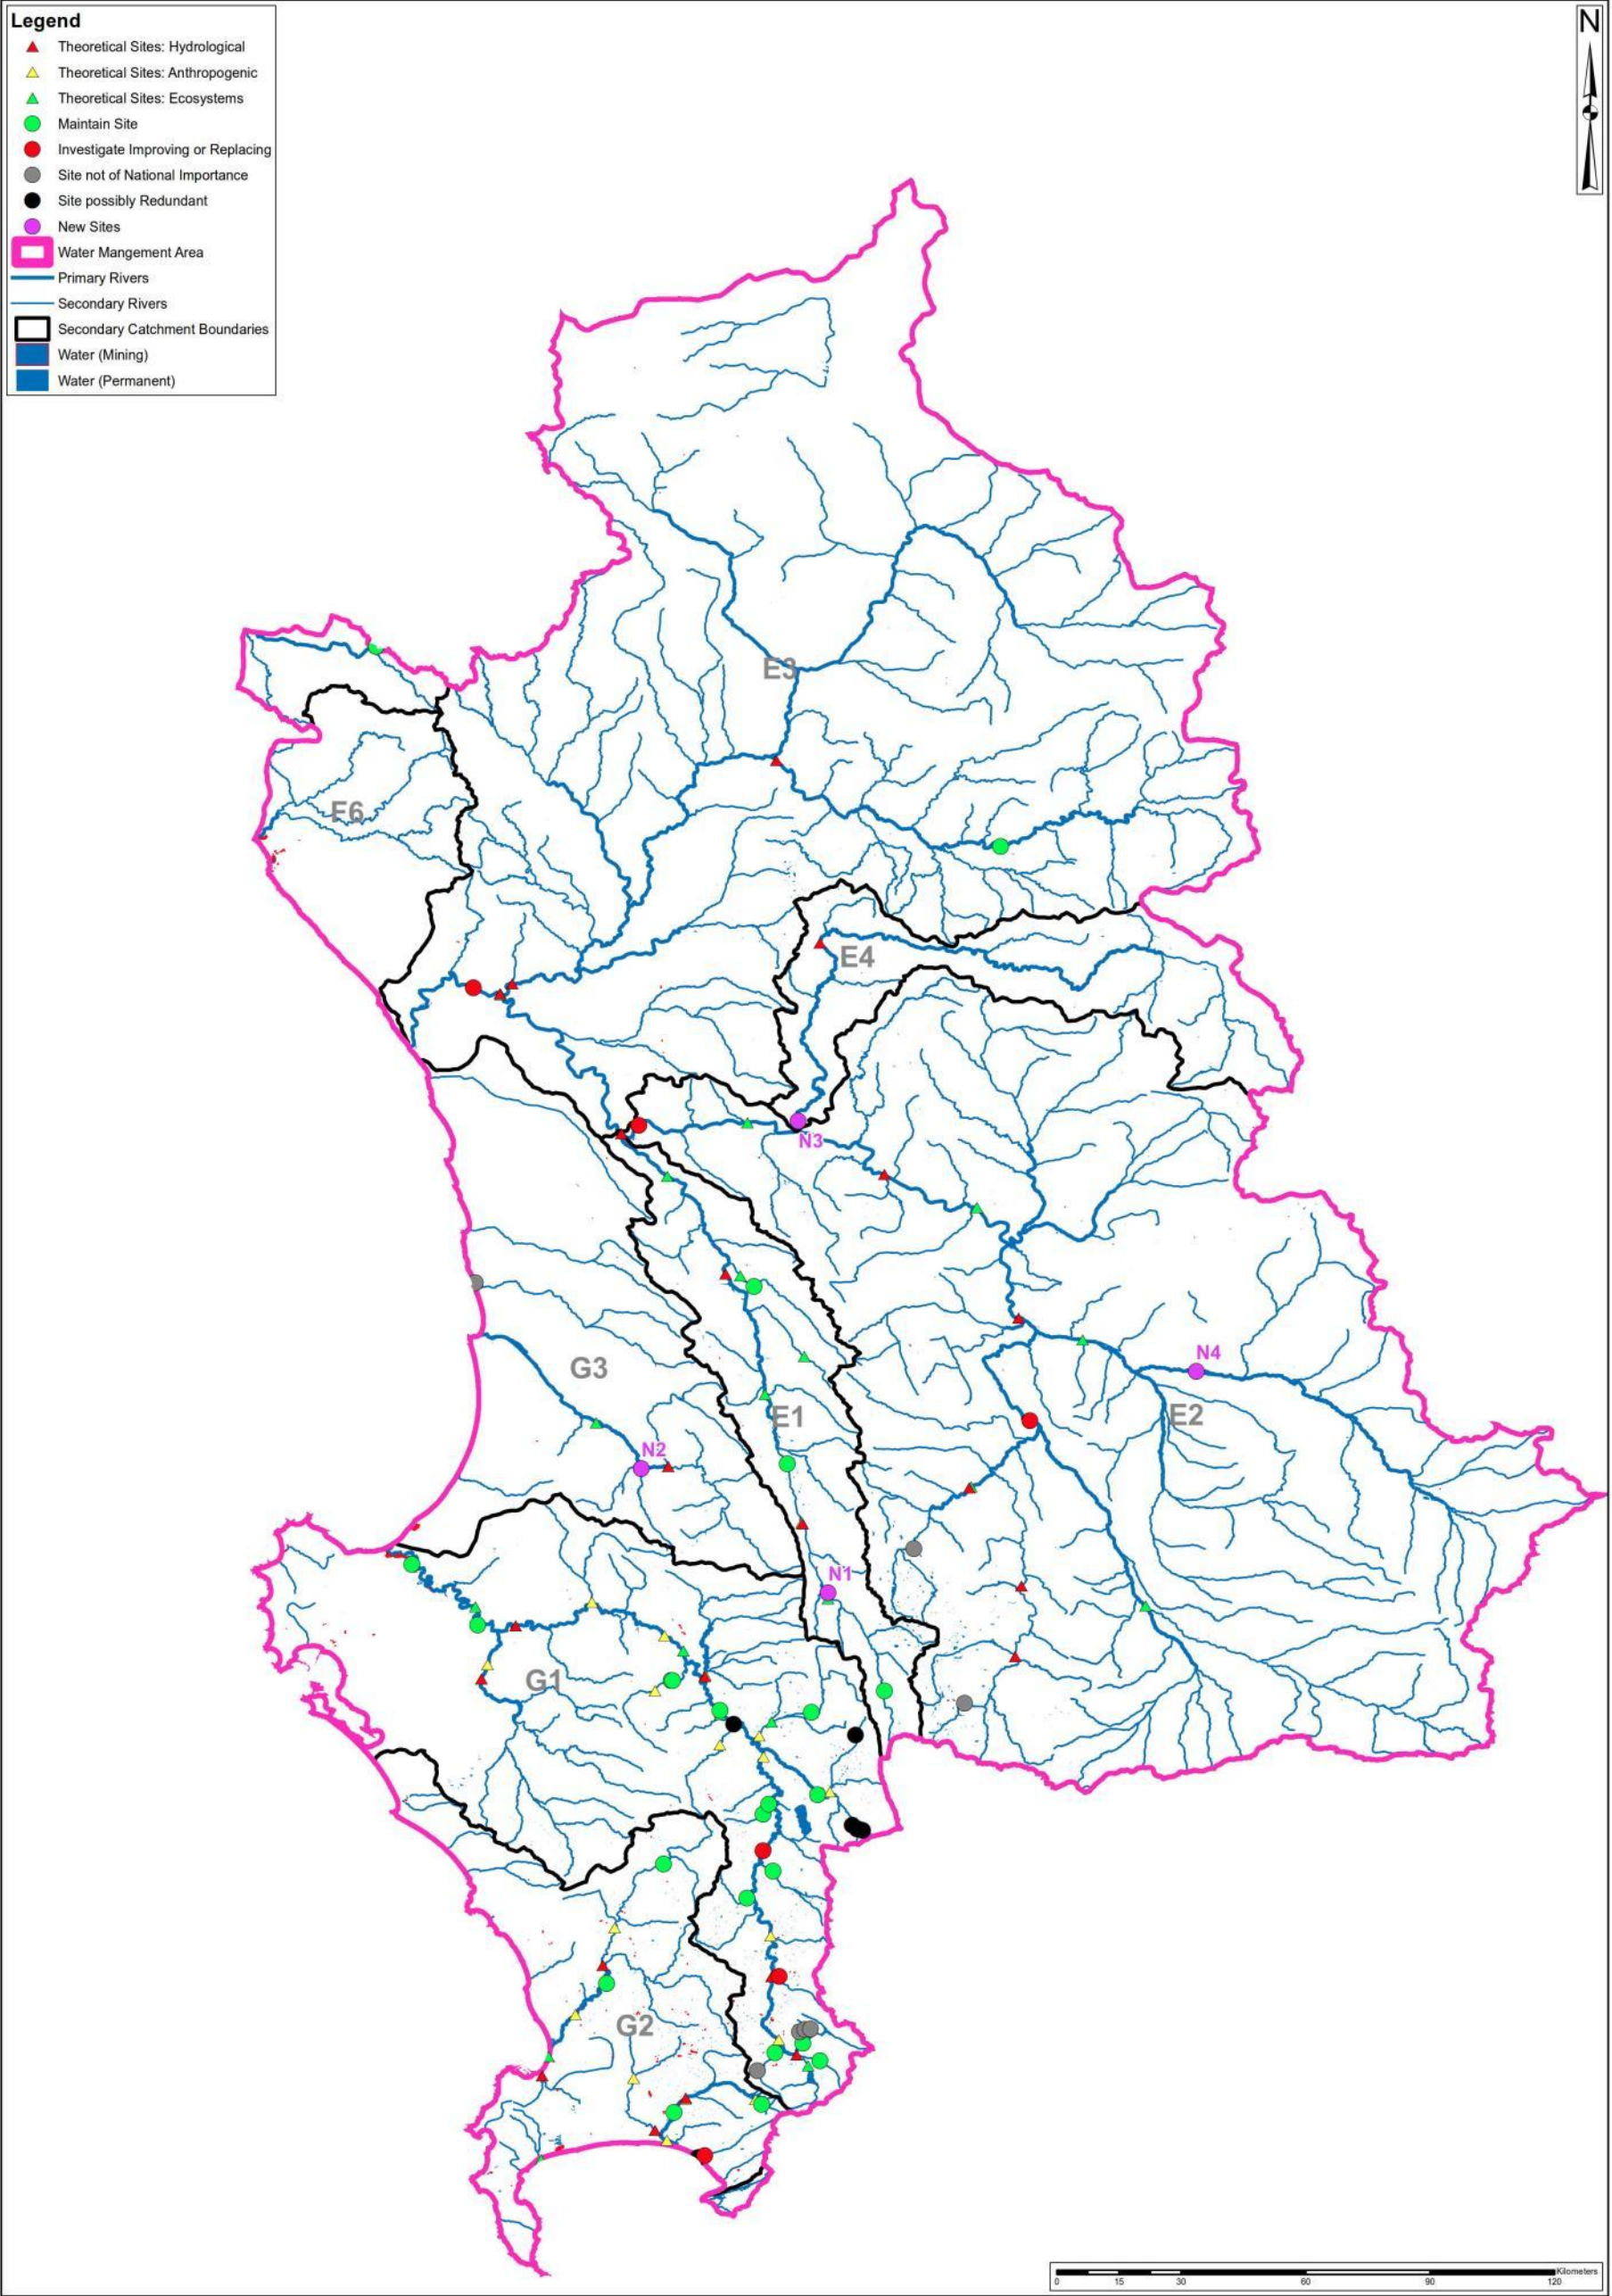 Legend
Theoretical Sites: Hydrological
Theoretical Sites: Anthropogenic
Theoretical Sites: Ecosystems
Maintain Site
Investigate Improving or Replacing
Site not of National Importance
Site possibly Redundant
New Sites
Water Mangement Area
Primary Rivers
Secondary Rivers
Secondary Catchment Boundaries
Water (Mining)
Water (Permanent)
N
E3
F6
E4
N3
G3
N4
E1
E2
N2
N1
G1
G2
Kilometers
0 15 30 60 90 120